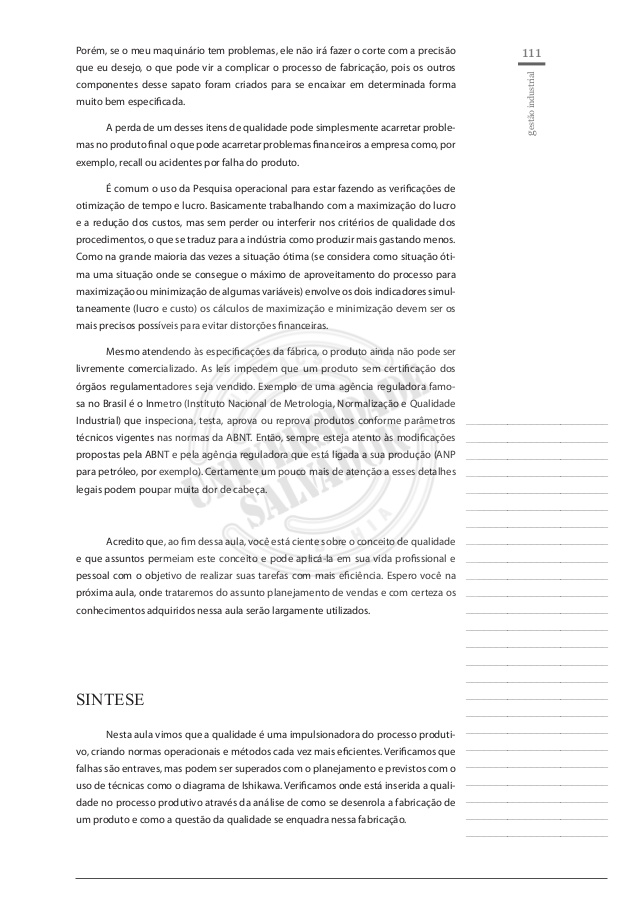 Porém, se o meu maquinário tem problemas, ele não irá fazer o corte com a precisão
que eu desejo, o que pode vir a complicar o processo de fabricação, pois os outros
componentes desse sapato foram criados para se encaixar em determinada forma
muito bem especificada.
A perda de um desses itens de qualidade pode simplesmente acarretar proble-
mas no produto final o que pode acarretar problemas financeiros a empresa como, por
exemplo, recall ou acidentes por falha do produto.
É comum o uso da Pesquisa operacional para estar fazendo as verificações de
otimização de tempo e lucro. Basicamente trabalhando com a maximização do lucro
e a redução dos custos, mas sem perder ou interferir nos critérios de qualidade dos
procedimentos, o que se traduz para a indústria como produzir mais gastando menos.
Como na grande maioria das vezes a situação ótima (se considera como situação óti-
ma uma situação onde se consegue o máximo de aproveitamento do processo para
maximização ou minimização de algumas variáveis) envolve os dois indicadores simul-
taneamente (lucro e custo) os cálculos de maximização e minimização devem ser os
mais precisos possíveis para evitar distorções financeiras.
Mesmo atendendo às especificações da fábrica, o produto ainda não pode ser
livremente comercializado. As leis impedem que um produto sem certificação dos
órgãos regulamentadores seja vendido. Exemplo de uma agência reguladora famo-
sa no Brasil é o Inmetro (Instituto Nacional de Metrologia, Normalização e Qualidade
Industrial) que inspeciona, testa, aprova ou reprova produtos conforme parâmetros
técnicos vigentes nas normas da ABNT. Então, sempre esteja atento às modificações
propostas pela ABNT e pela agência reguladora que está ligada a sua produção (ANP
para petróleo, por exemplo). Certamente um pouco mais de atenção a esses detalhes
legais podem poupar muita dor de cabeça.
Acredito que, ao fim dessa aula, você está ciente sobre o conceito de qualidade
e que assuntos permeiam este conceito e pode aplicá-la em sua vida profissional e
pessoal com o objetivo de realizar suas tarefas com mais eficiência. Espero você na
próxima aula, onde trataremos do assunto planejamento de vendas e com certeza os
conhecimentos adquiridos nessa aula serão largamente utilizados.
SINTESE
Nesta aula vimos que a qualidade é uma impulsionadora do processo produti-
vo, criando normas operacionais e métodos cada vez mais eficientes. Verificamos que
falhas são entraves, mas podem ser superados com o planejamento e previstos com o
uso de técnicas como o diagrama de Ishikawa. Verificamos onde está inserida a quali-
dade no processo produtivo através da análise de como se desenrola a fabricação de
um produto e como a questão da qualidade se enquadra nessa fabricação.
111
gestão industrial
UNIVERSIDADE
SALVADOR